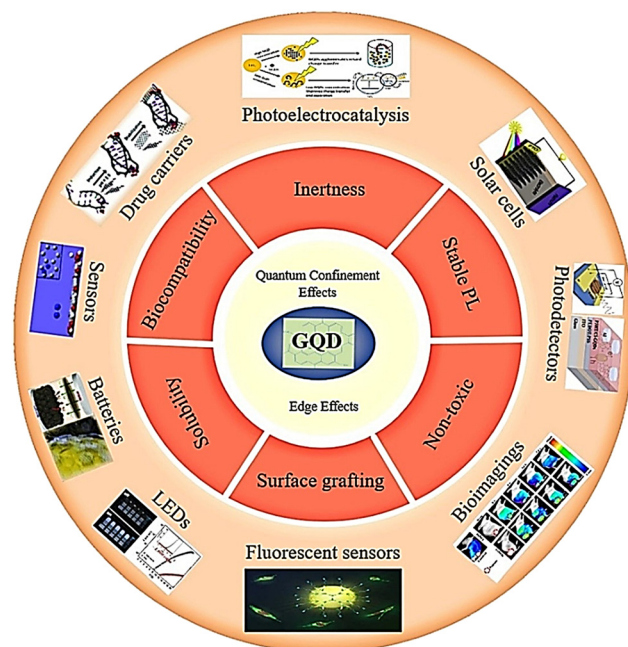 Photoelectrocatalysis
Solar cells
Photodetectors
Bioimagings
Fluorescent sensors
LEDs
Batteries
Sensors
Drug carriers
Inertness
Stable PL
Non-toxic
Surface grafting
Solubility
Biocompatibility
Quantum Confinement
Effects
GQD
Edge Effects